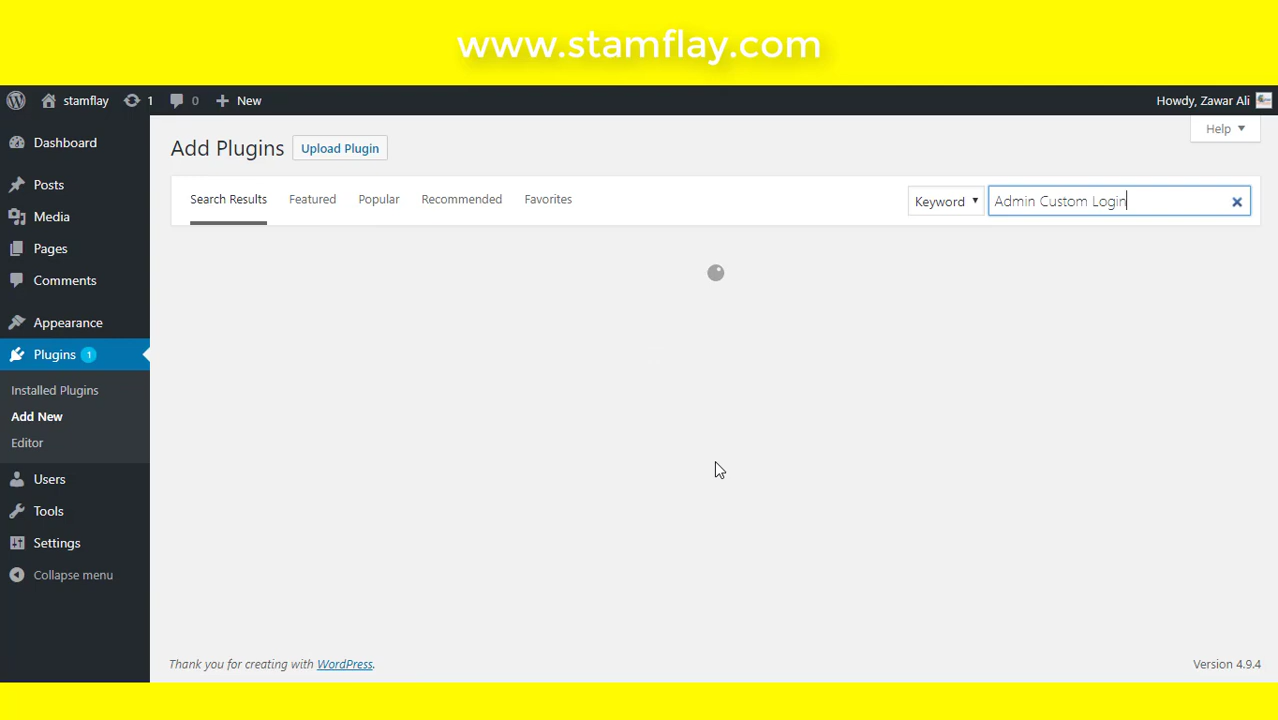 www.stamflay.com
stamflay 1 0 New Howdy, Zawar Ali
Help
Dashboard
Posts
Media
Pages
Comments
Appearance
Plugins 1
Installed Plugins
Add New
Editor
Users
Tools
Settings
Collapse menu
Add Plugins Upload Plugin
Search Results Featured Popular Recommended Favorites Keyword Admin Custom Login
Thank you for creating with WordPress. Version 4.9.4